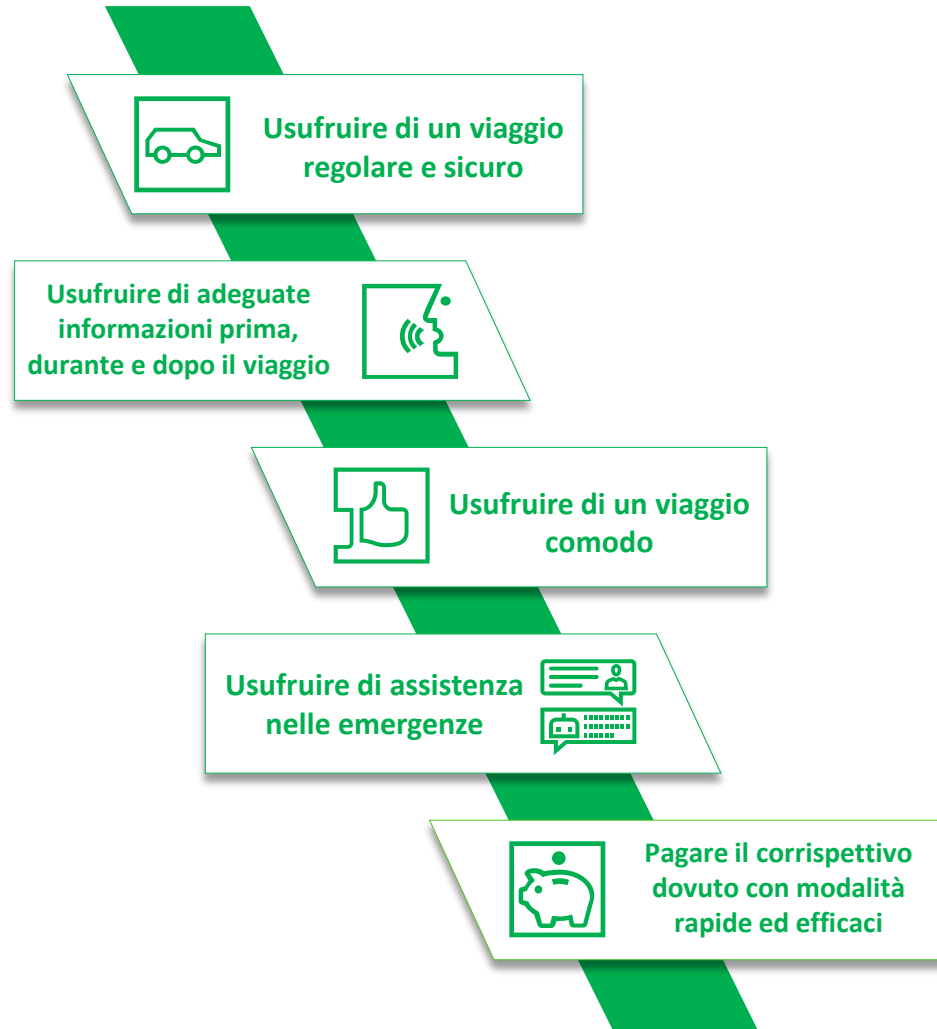 Usufruire di un viaggio
regolare e sicuro
Usufruire di adeguate
informazioni prima,
durante e dopo il viaggio
Usufruire di un viaggio
comodo
Usufruire di assistenza
nelle emergenze
Pagare il corrispettivo
dovuto con modalità
rapide ed efficaci